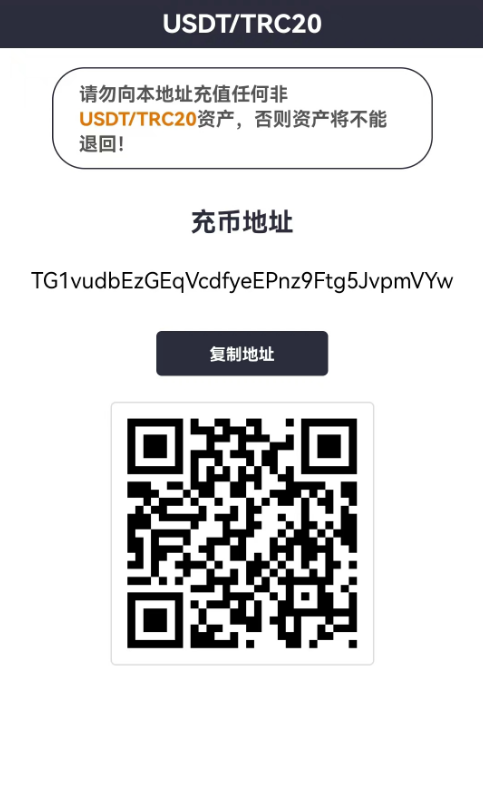 USDT/TRC20
请勿向本地址充值任何非
USDT/TRC20资产，否则资产将不能
退回！
充币地址
TG1vudbEzGEqVcdfyeEPnz9Ftg5JvpmVYw
复制地址